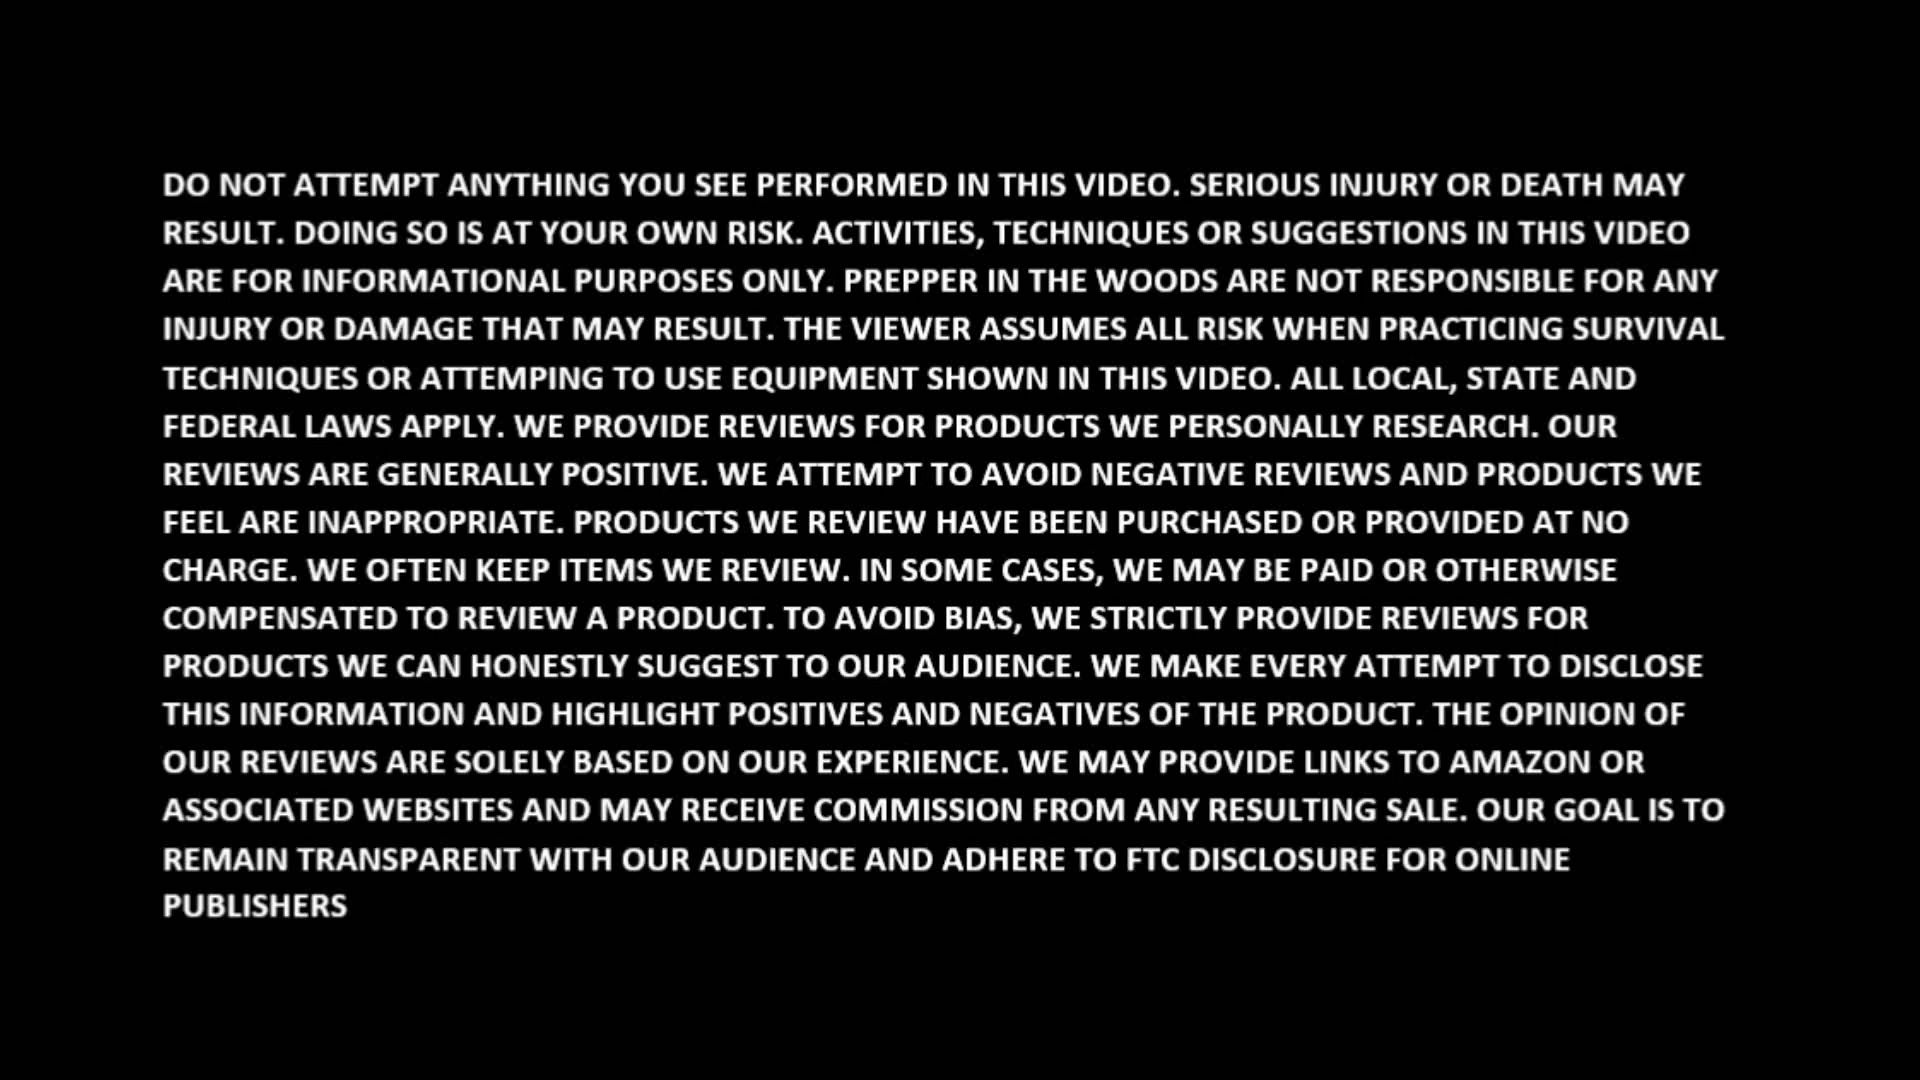 DO NOT ATTEMPT ANYTHING YOU SEE PERFORMED IN THIS VIDEO. SERIOUS INJURY OR DEATH MAY
RESULT. DOING SO IS AT YOUR OWN RISK. ACTIVITIES, TECHNIQUES OR SUGGESTIONS IN THIS VIDEO
ARE FOR INFORMATIONAL PURPOSES ONLY. PREPPER IN THE WOODS ARE NOT RESPONSIBLE FOR ANY
INJURY OR DAMAGE THAT MAY RESULT. THE VIEWER ASSUMES ALL RISK WHEN PRACTICING SURVIVAL
TECHNIQUES OR ATTEMPING TO USE EQUIPMENT SHOWN IN THIS VIDEO. ALL LOCAL, STATE AND
FEDERAL LAWS APPLY. WE PROVIDE REVIEWS FOR PRODUCTS WE PERSONALLY RESEARCH. OUR
REVIEWS ARE GENERALLY POSITIVE. WE ATTEMPT TO AVOID NEGATIVE REVIEWS AND PRODUCTS WE
FEEL ARE INAPPROPRIATE. PRODUCTS WE REVIEW HAVE BEEN PURCHASED OR PROVIDED AT NO
CHARGE. WE OFTEN KEEP ITEMS WE REVIEW. IN SOME CASES, WE MAY BE PAID OR OTHERWISE
COMPENSATED TO REVIEW A PRODUCT. TO AVOID BIAS, WE STRICTLY PROVIDE REVIEWS FOR
PRODUCTS WE CAN HONESTLY SUGGEST TO OUR AUDIENCE. WE MAKE EVERY ATTEMPT TO DISCLOSE
THIS INFORMATION AND HIGHLIGHT POSITIVES AND NEGATIVES OF THE PRODUCT. THE OPINION OF
OUR REVIEWS ARE SOLELY BASED ON OUR EXPERIENCE. WE MAY PROVIDE LINKS TO AMAZON OR
ASSOCIATED WEBSITES AND MAY RECEIVE COMMISSION FROM ANY RESULTING SALE. OUR GOAL IS TO
REMAIN TRANSPARENT WITH OUR AUDIENCE AND ADHERE TO FTC DISCLOSURE FOR ONLINE
PUBLISHERS